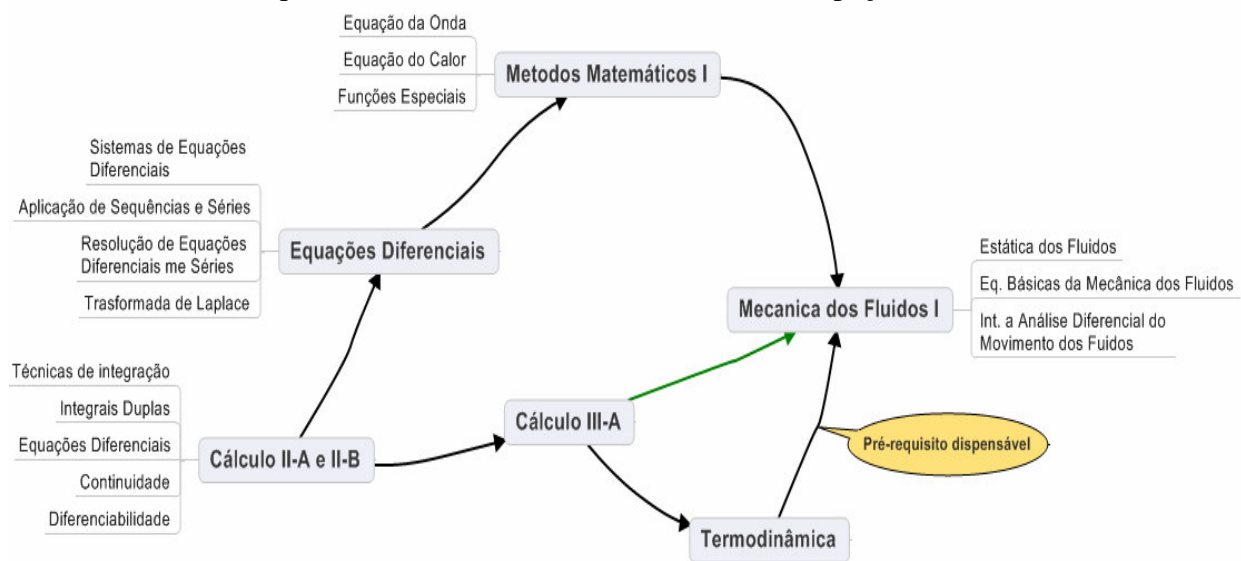 Equação da Onda
Equação do Calor
Funções Especiais
Metodos Matemáticos I
Sistemas de Equações
Diferenciais
Aplicação de Sequências e Séries
Resolução de Equações
Diferenciais me Séries
Trasformada de Laplace
Equações Diferenciais
Estática dos Fluidos
Eq. Básicas da Mecânica dos Fluidos
Int. a Análise Diferencial do
Movimento dos Fuidos
Mecanica dos Fluidos I
Técnicas de integração
Integrais Duplas
Equações Diferenciais
Continuidade
Diferenciabilidade
Cálculo II-A e II-B
Cálculo III-A
Pré-requisito dispensável
Termodinâmica